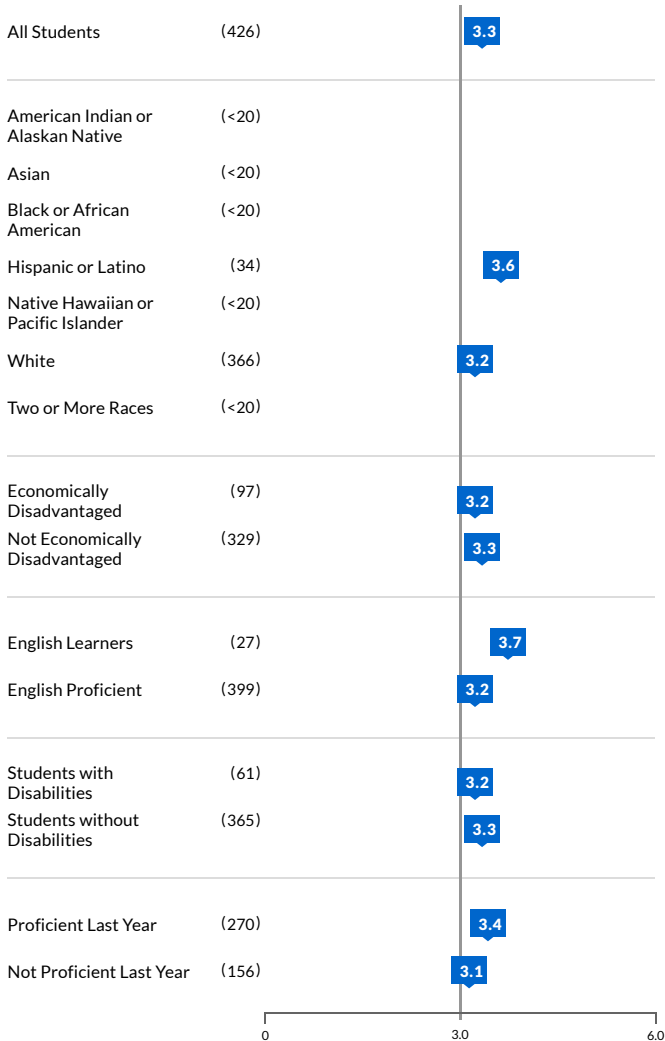 All Students (426) 3.3
American Indian or (<20)
Alaskan Native
Asian (<20)
Black or African (<20)
American
Hispanic or Latino (34) 3.6
Native Hawaiian or (<20)
Pacific Islander
White (366) 3.2
Two or More Races (<20)
Economically (97) 3.2
Disadvantaged
Not Economically (329) 3.3
Disadvantaged
English Learners (27) 3.7
English Proficient (399) 3.2
Students with (61) 3.2
Disabilities
Students without (365) 3.3
Disabilities
Proficient Last Year (270) 3.4
Not Proficient Last Year (156) 3.1
0 3.0 6.0